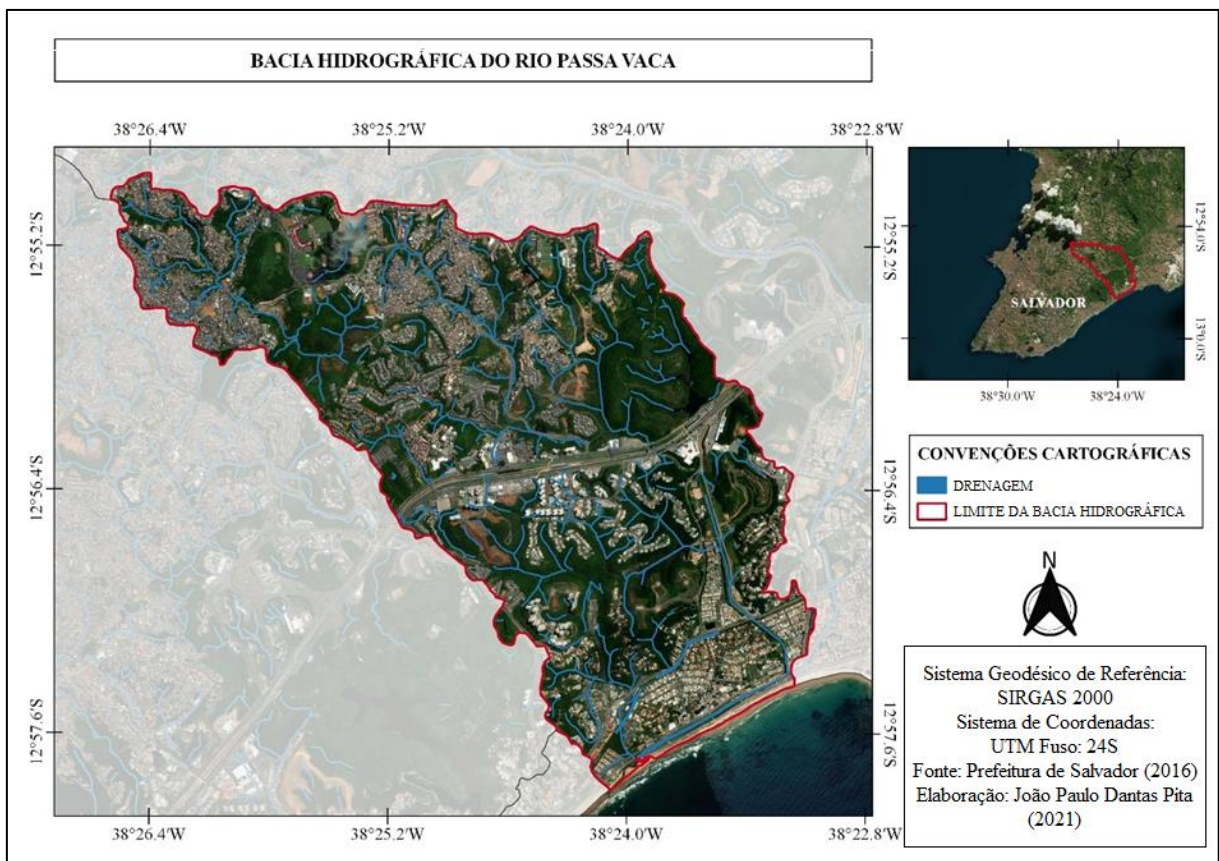 BACIA HIDROGRÁFICA DO RIO PASSA VACA
38°26.4'W 38°25.2'W 38°24.0'W 38°22.8'W
12°55.2'S
12°56.4'S
12°57.6'S
12°55.2'S
12°56.4'S
12°57.6'S
38°26.4'W 38°25.2'W 38°24.0'W 38°22.8'W
SALVADOR
12°54.0'S
13°0.0'S
38°30.0'W 38°24.0'W
CONVENÇÕES CARTOGRÁFICAS
DRENAGEM
LIMITE DA BACIA HIDROGRÁFICA
N
Sistema Geodésico de Referência:
SIRGAS 2000
Sistema de Coordenadas:
UTM Fuso: 24S
Fonte: Prefeitura de Salvador (2016)
Elaboração: João Paulo Dantas Pita
(2021)